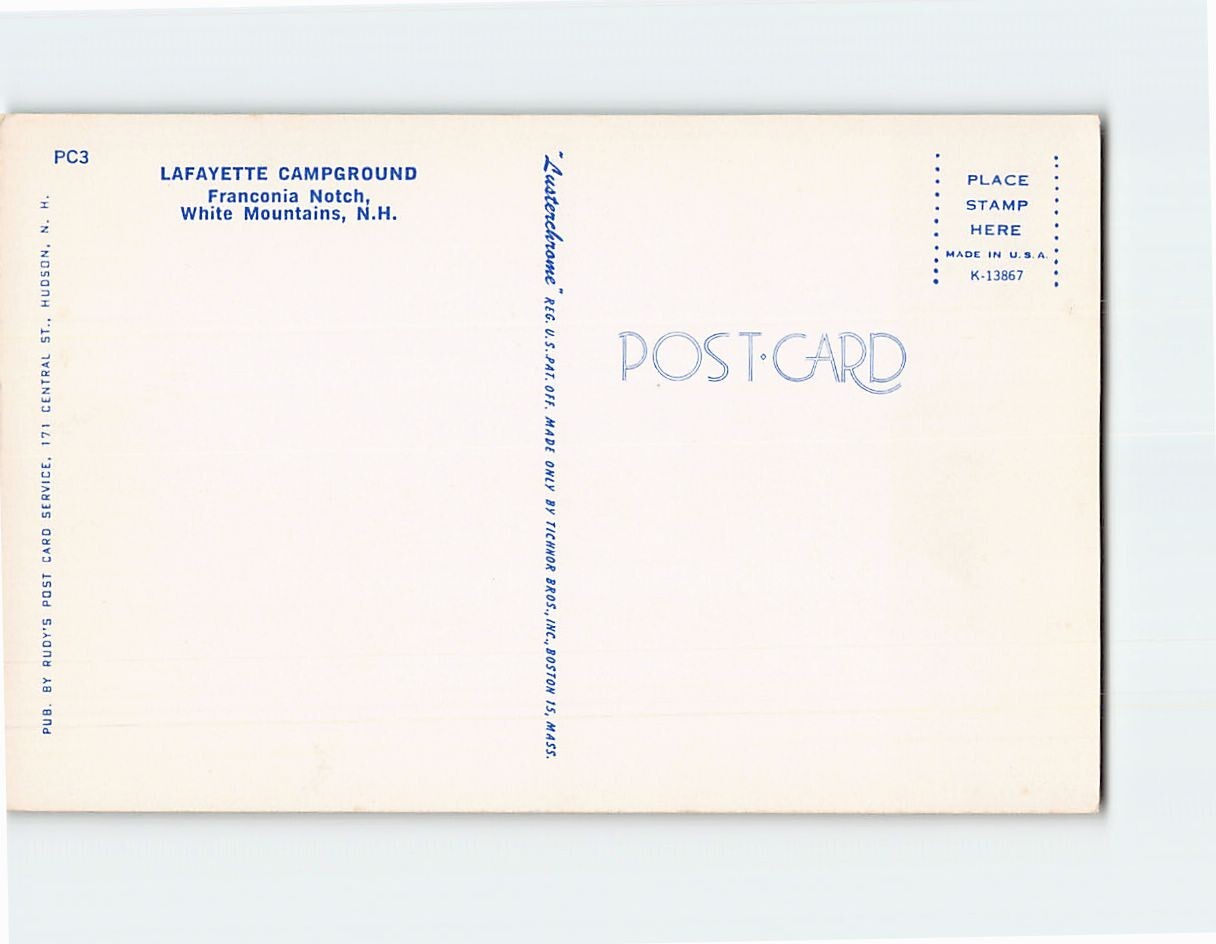 PC3
LAFAYETTE CAMPGROUND
Franconia Notch,
White Mountains, N.H.
PUB. BY RUDY'S POST CARD SERVICE, 171 CENTRAL ST., HUDSON, N. H.
"Lusterchrome" REG. U.S. PAT. OFF. MADE ONLY BY TICHNOR BROS., INC., BOSTON 15, MASS.
POST·CARD
PLACE
STAMP
HERE
MADE IN U.S.A.
K-13867